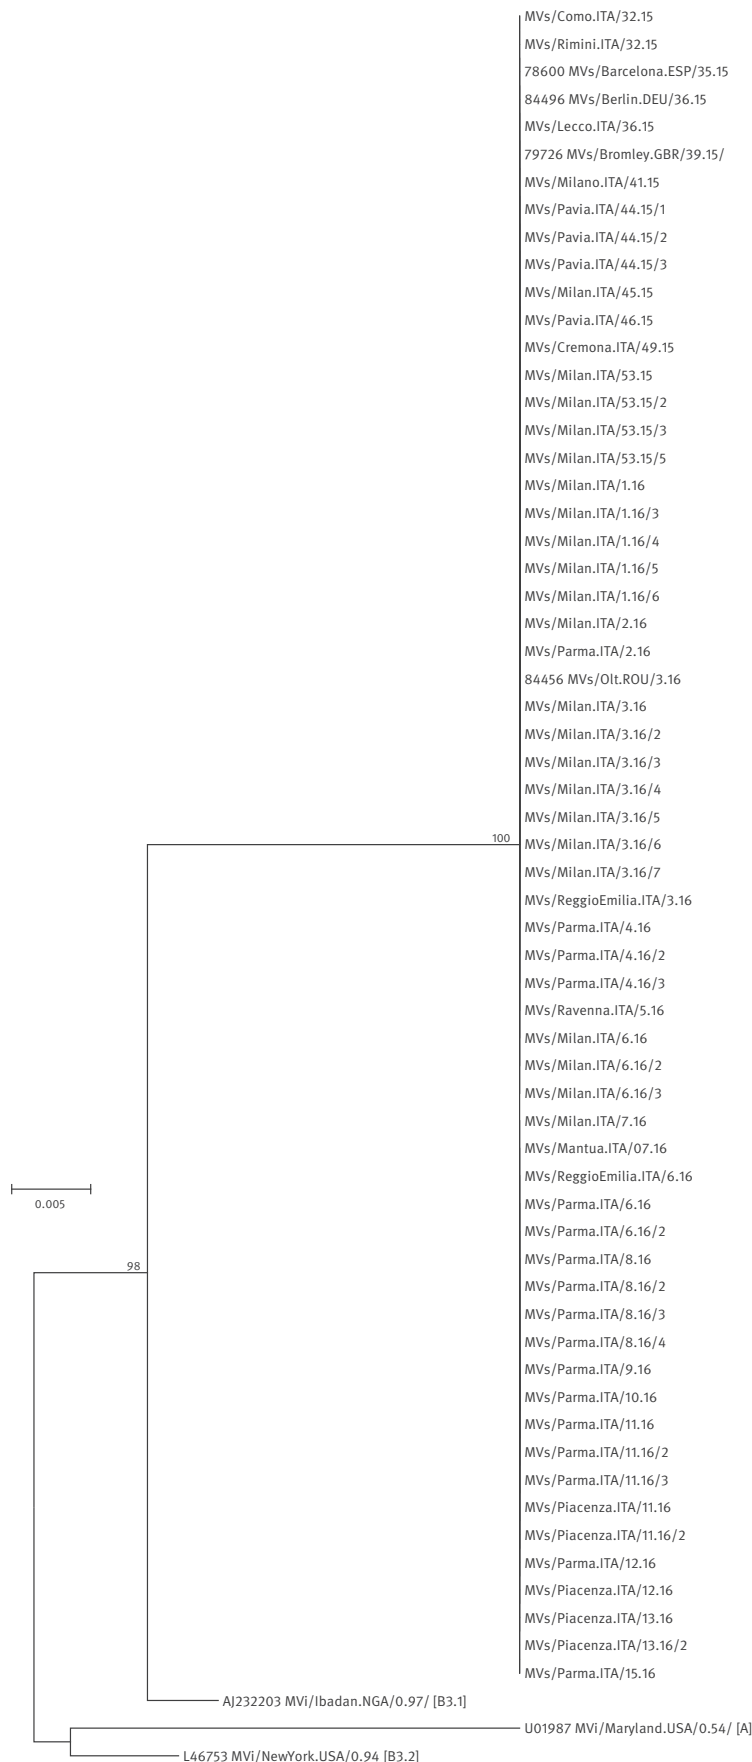 MVs/Como.ITA/32.15
MVs/Rimini.ITA/32.15
78600 MVs/Barcelona.ESP/35.15
84496 MVs/Berlin.DEU/36.15
MVs/Lecco.ITA/36.15
79726 MVs/Bromley.GBR/39.15/
MVs/Milano.ITA/41.15
MVs/Pavia.ITA/44.15/1
MVs/Pavia.ITA/44.15/2
MVs/Pavia.ITA/44.15/3
MVs/Milan.ITA/45.15
MVs/Pavia.ITA/46.15
MVs/Cremona.ITA/49.15
MVs/Milan.ITA/53.15
MVs/Milan.ITA/53.15/2
MVs/Milan.ITA/53.15/3
MVs/Milan.ITA/53.15/5
MVs/Milan.ITA/1.16
MVs/Milan.ITA/1.16/3
MVs/Milan.ITA/1.16/4
MVs/Milan.ITA/1.16/5
MVs/Milan.ITA/1.16/6
MVs/Milan.ITA/2.16
MVs/Parma.ITA/2.16
84456 MVs/Olt.ROU/3.16
MVs/Milan.ITA/3.16
MVs/Milan.ITA/3.16/2
MVs/Milan.ITA/3.16/3
MVs/Milan.ITA/3.16/4
MVs/Milan.ITA/3.16/5
100
MVs/Milan.ITA/3.16/6
MVs/Milan.ITA/3.16/7
MVs/ReggioEmilia.ITA/3.16
MVs/Parma.ITA/4.16
MVs/Parma.ITA/4.16/2
MVs/Parma.ITA/4.16/3
MVs/Ravenna.ITA/5.16
MVs/Milan.ITA/6.16
MVs/Milan.ITA/6.16/2
MVs/Milan.ITA/6.16/3
MVs/Milan.ITA/7.16
MVs/Mantua.ITA/07.16
MVs/ReggioEmilia.ITA/6.16
0.005
MVs/Parma.ITA/6.16
MVs/Parma.ITA/6.16/2
MVs/Parma.ITA/8.16
98
MVs/Parma.ITA/8.16/2
MVs/Parma.ITA/8.16/3
MVs/Parma.ITA/8.16/4
MVs/Parma.ITA/9.16
MVs/Parma.ITA/10.16
MVs/Parma.ITA/11.16
MVs/Parma.ITA/11.16/2
MVs/Parma.ITA/11.16/3
MVs/Piacenza.ITA/11.16
MVs/Piacenza.ITA/11.16/2
MVs/Parma.ITA/12.16
MVs/Piacenza.ITA/12.16
MVs/Piacenza.ITA/13.16
MVs/Piacenza.ITA/13.16/2
MVs/Parma.ITA/15.16
AJ232203 MVi/Ibadan.NGA/0.97/ [B3.1]
U01987 MVi/Maryland.USA/0.54/ [A]
L46753 MVi/NewYork.USA/0.94 [B3.2]